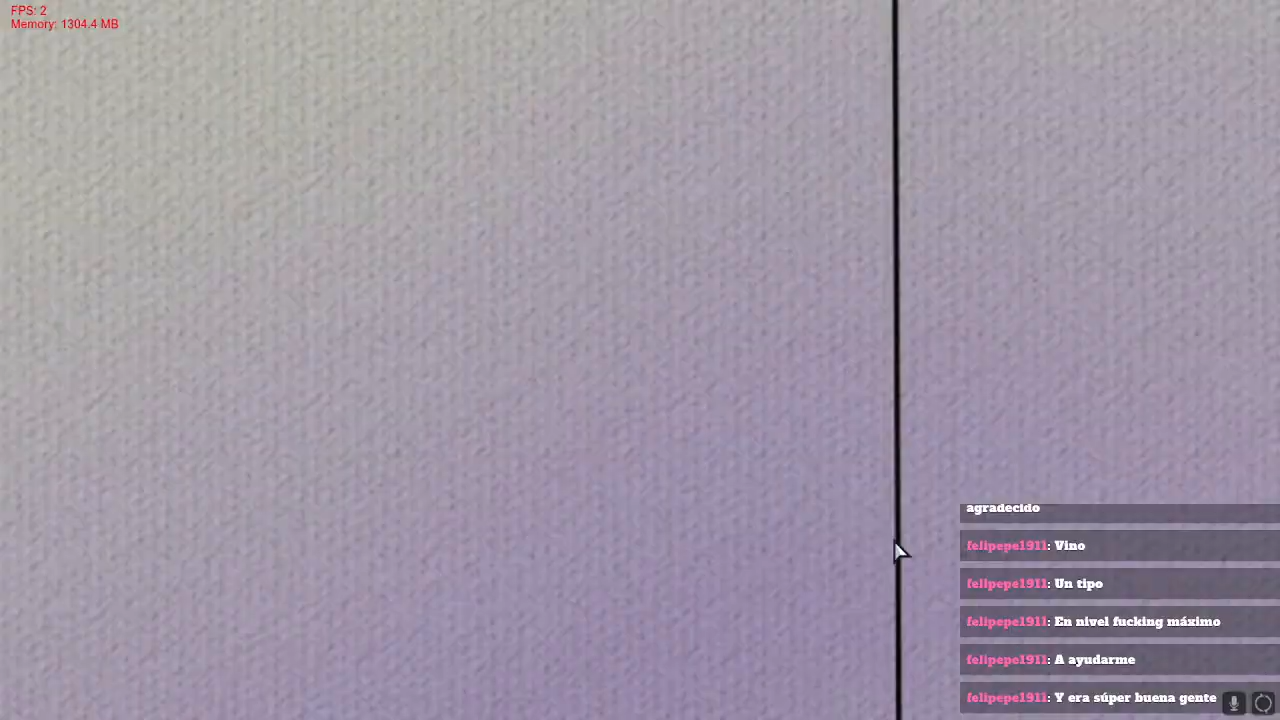 FPS: 2
Memory: 1304.4 MB
agradecido
felipepe1911: Vino
felipepe1911: Un tipo
felipepe1911: En nivel fucking máximo
felipepe1911: A ayudarme
felipepe1911: Y era súper buena gente